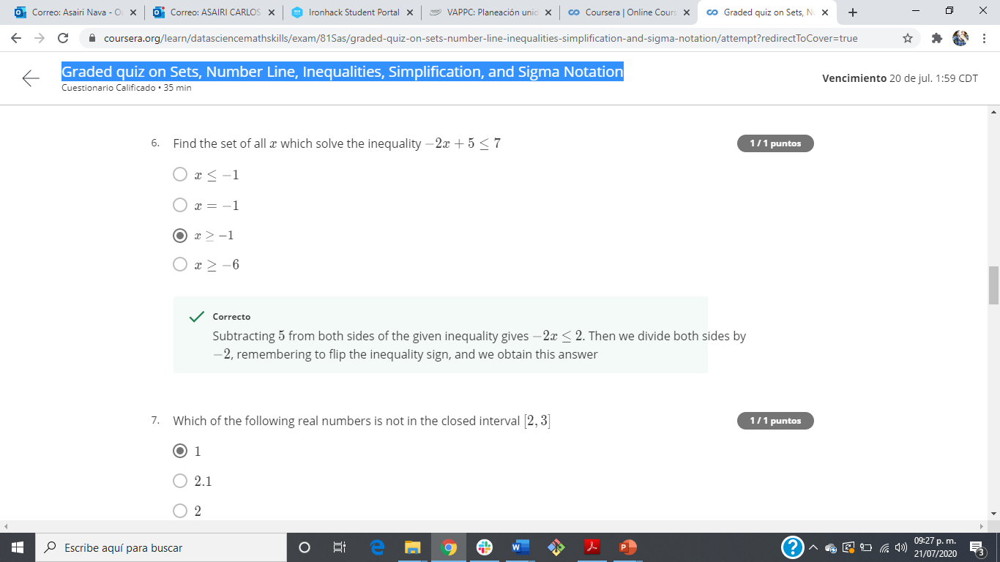 Correo: Asairi Nava - O
Correo: ASAIRI CARLOS
Ironhack Student Portal
VAPPC: Planeación unid
Coursera | Online Cours
Graded quiz on Sets, N
coursera.org/learn/datasciencemathskills/exam/81Sas/graded-quiz-on-sets-number-line-inequalities-simplification-and-sigma-notation/attempt?redirectToCover=true
Graded quiz on Sets, Number Line, Inequalities, Simplification, and Sigma Notation
Cuestionario Calificado • 35 min
Vencimiento 20 de jul. 1:59 CDT
6. Find the set of all x which solve the inequality −2x + 5 ≤ 7
1 / 1 puntos
x ≤ −1
x = −1
x ≥ −1
x ≥ −6
Correcto
Subtracting 5 from both sides of the given inequality gives −2x ≤ 2. Then we divide both sides by
−2, remembering to flip the inequality sign, and we obtain this answer
7. Which of the following real numbers is not in the closed interval [2, 3]
1 / 1 puntos
1
2.1
2
Escribe aquí para buscar
09:27 p. m.
21/07/2020
3